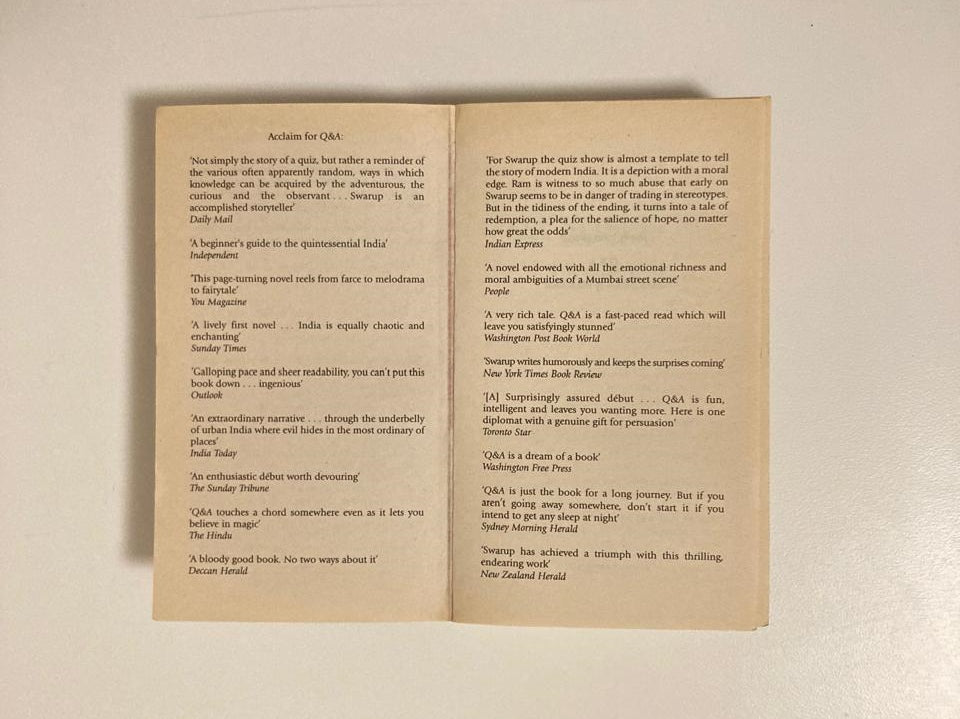 Acclaim for Q&A:
'Not simply the story of a quiz, but rather a reminder of
the various often apparently random, ways in which
knowledge can be acquired by the adventurous, the
curious and the observant . . . Swarup is an
accomplished storyteller'
Daily Mail
'A beginner's guide to the quintessential India'
Independent
'This page-turning novel reels from farce to melodrama
to fairytale'
You Magazine
'A lively first novel . . . India is equally chaotic and
enchanting'
Sunday Times
'Galloping pace and sheer readability, you can't put this
book down . . . ingenious'
Outlook
'An extraordinary narrative . . . through the underbelly
of urban India where evil hides in the most ordinary of
places'
India Today
'An enthusiastic début worth devouring'
The Sunday Tribune
'Q&A touches a chord somewhere even as it lets you
believe in magic'
The Hindu
'A bloody good book. No two ways about it'
Deccan Herald
'For Swarup the quiz show is almost a template to tell
the story of modern India. It is a depiction with a moral
edge. Ram is witness to so much abuse that early on
Swarup seems to be in danger of trading in stereotypes.
But in the tidiness of the ending, it turns into a tale of
redemption, a plea for the salience of hope, no matter
how great the odds'
Indian Express
'A novel endowed with all the emotional richness and
moral ambiguities of a Mumbai street scene'
People
'A very rich tale. Q&A is a fast-paced read which will
leave you satisfyingly stunned'
Washington Post Book World
'Swarup writes humorously and keeps the surprises coming'
New York Times Book Review
'[A] Surprisingly assured début . . . Q&A is fun,
intelligent and leaves you wanting more. Here is one
diplomat with a genuine gift for persuasion'
Toronto Star
'Q&A is a dream of a book'
Washington Free Press
'Q&A is just the book for a long journey. But if you
aren't going away somewhere, don't start it if you
intend to get any sleep at night'
Sydney Morning Herald
'Swarup has achieved a triumph with this thrilling,
endearing work'
New Zealand Herald